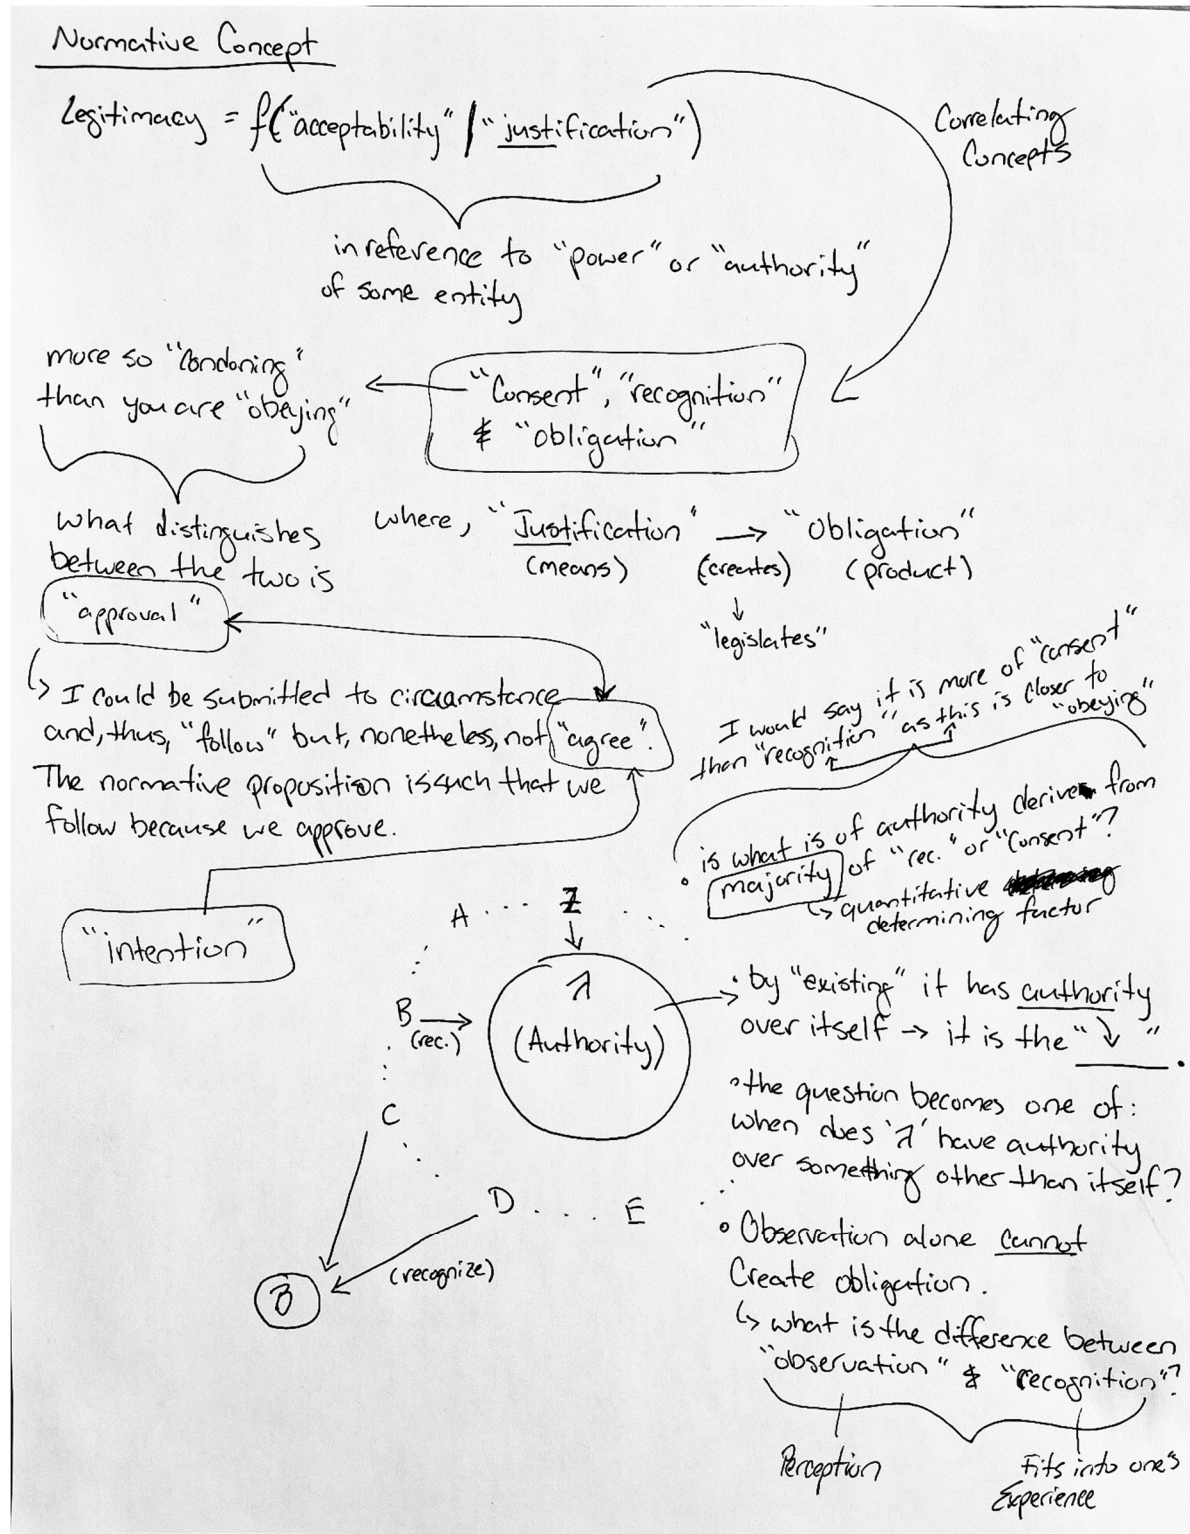 Normative Concept
Legitimacy = f("acceptability" / "justification")
Correlating
Concepts
in reference to "power" or "authority"
of some entity
more so "condoning"
than you are "obeying"
"Consent", "recognition"
& "obligation"
what distinguishes
between the two is
"approval"
where, "Justification" → "Obligation"
(means) (creates) (product)
↓
"legislates"
↳ I could be submitted to circumstance
and, thus, "follow" but, nonetheless, not "agree".
The normative proposition is such that we
follow because we approve.
"intention"
I would say it is more of "consent"
than "recognition" as this is closer to
"obeying"
• is what is of authority derive from
majority of "rec." or "consent"?
↳ quantitative
determining factor
A . . . Z . . .
↓
λ
B → (Authority)
(rec.)
C
D . . . . E
(recognize)
• by "existing" it has authority
over itself → it is the "↓".
• the question becomes one of:
when does 'λ' have authority
over something other than itself?
• Observation alone cannot
Create obligation.
↳ what is the difference between
"observation" & "recognition"?
Perception
Fits into one's
Experience